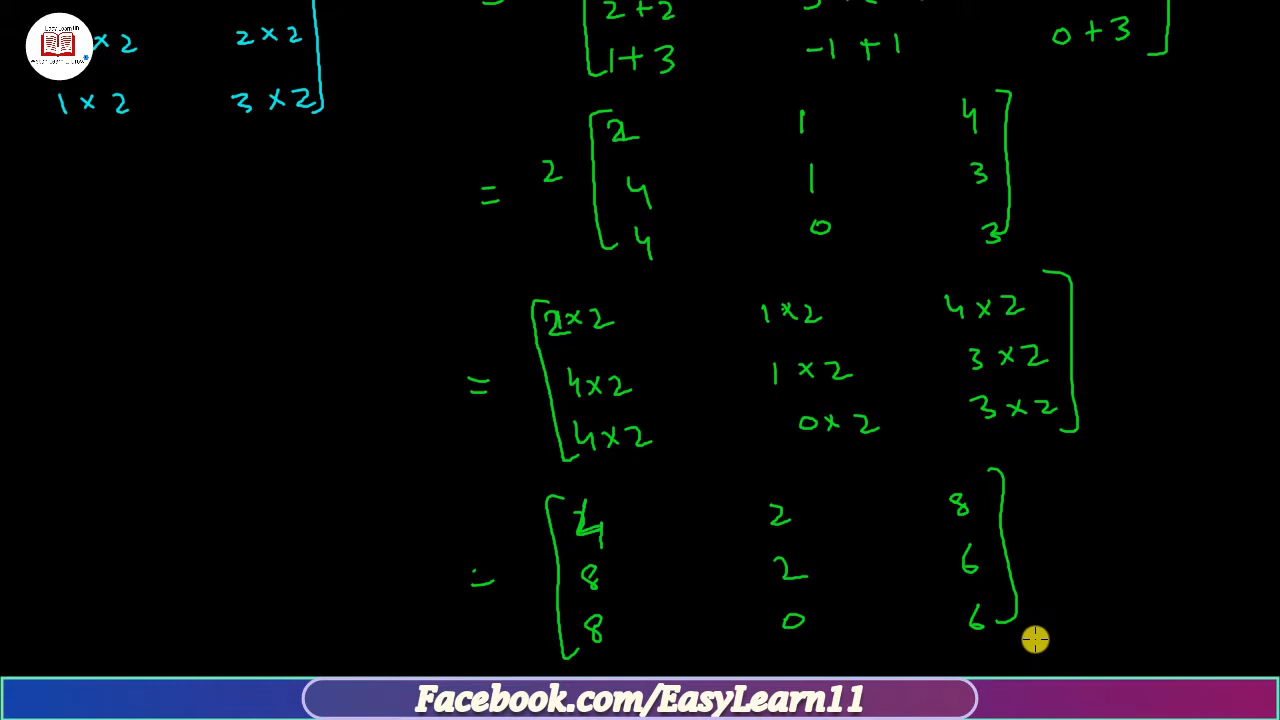 Easy Learn11
× 2 2 × 2
1 × 2 3 × 2
2 + 2
1 + 3 -1 + 1 0 + 3
= 2 [ 2 1 4
4 1 3
4 0 3 ]
= [ 2 × 2 1 × 2 4 × 2
4 × 2 1 × 2 3 × 2
4 × 2 0 × 2 3 × 2 ]
= [ 4 2 8
8 2 6
8 0 6 ]
Facebook.com/EasyLearn11